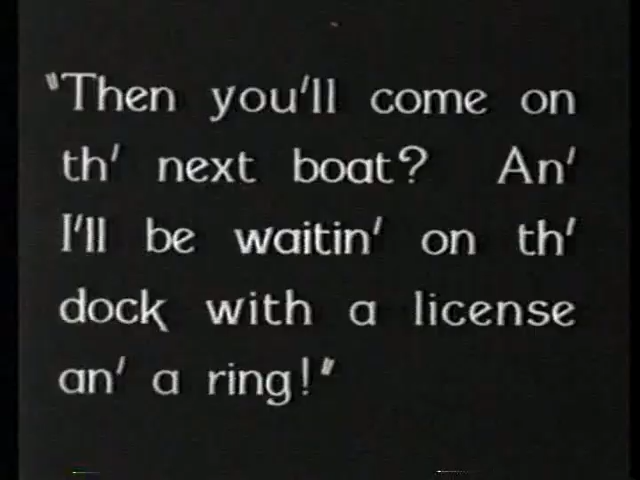 "Then you'll come on
th' next boat? An'
I'll be waitin' on th'
dock with a license
an' a ring!"